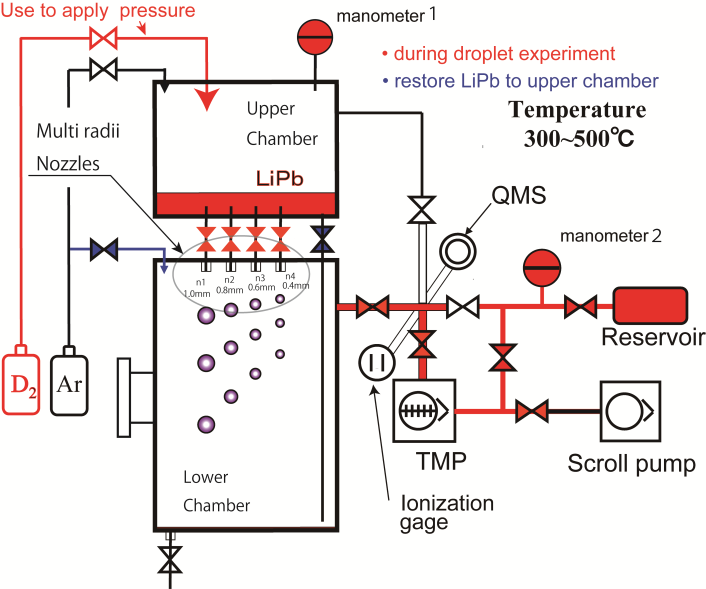 Use to apply pressure
manometer 1
• during droplet experiment
• restore LiPb to upper chamber
Temperature
300~500℃
Upper
Chamber
Multi radii
Nozzles
LiPb
QMS
manometer 2
n1
1.0mm
n2
0.8mm
n3
0.6mm
n4
0.4mm
Reservoir
D2
Ar
TMP
Scroll pump
Lower
Chamber
Ionization
gage